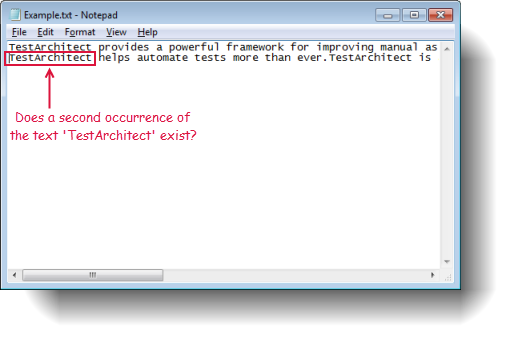 Example.txt - Notepad
File Edit Format View Help
TestArchitect provides a powerful framework for improving manual as
TestArchitect helps automate tests more than ever.TestArchitect is
Does a second occurrence of
the text 'TestArchitect' exist?